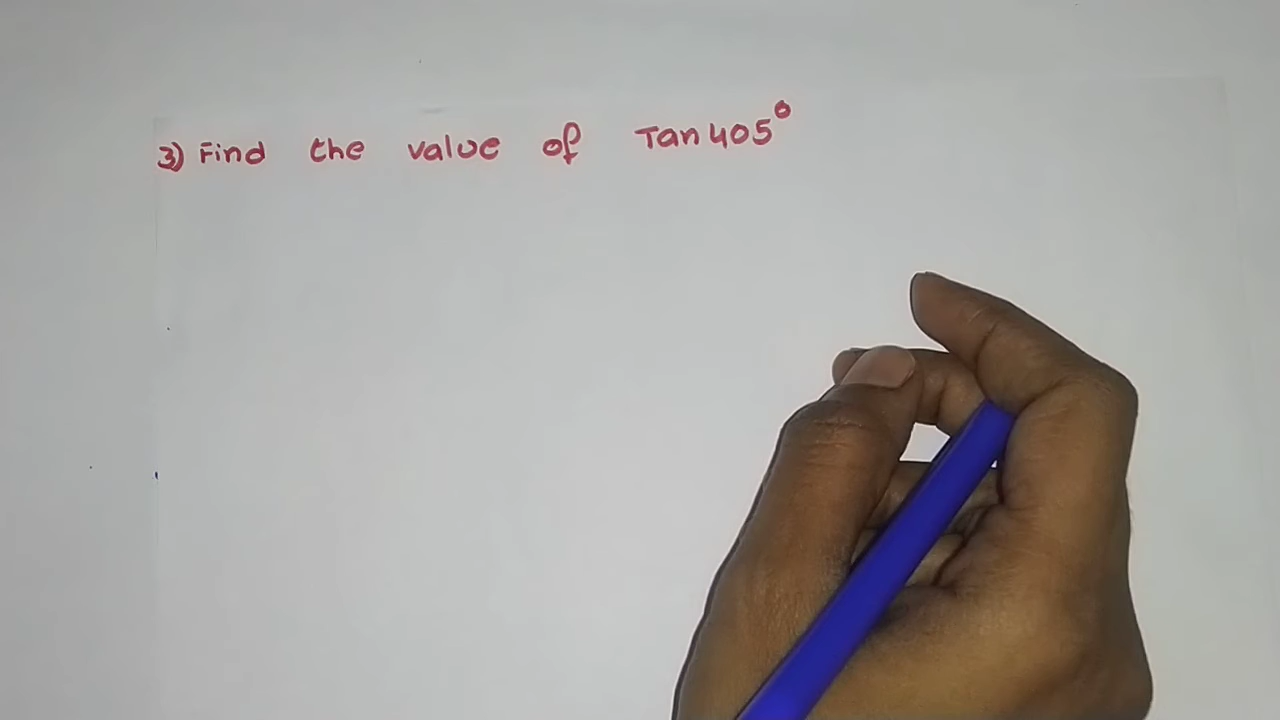 3) Find the value of Tan 405°